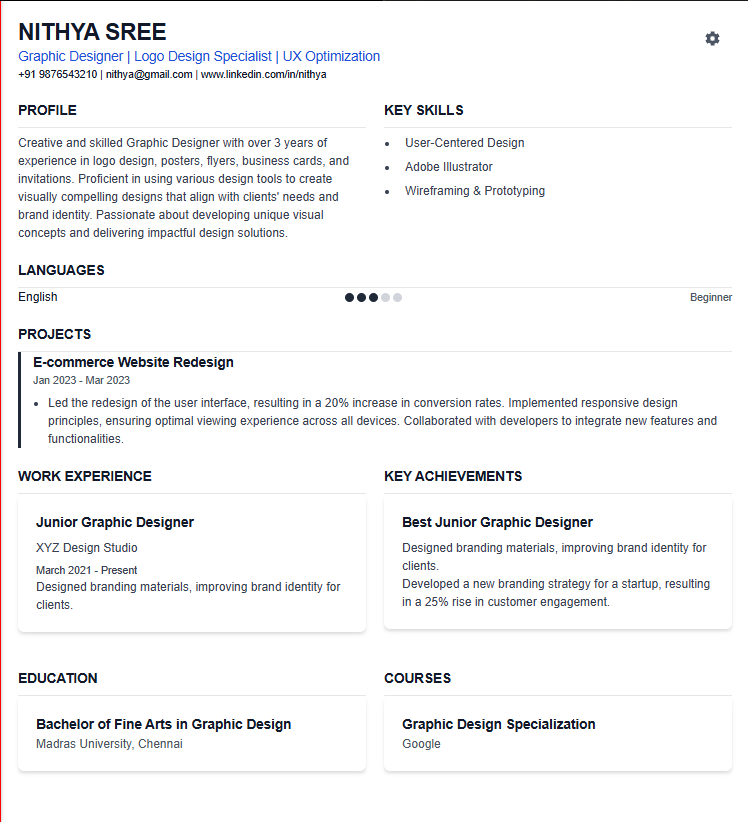 NITHYA SREE
Graphic Designer | Logo Design Specialist | UX Optimization
+91 9876543210 | nithya@gmail.com | www.linkedin.com/in/nithya
PROFILE
Creative and skilled Graphic Designer with over 3 years of
experience in logo design, posters, flyers, business cards, and
invitations. Proficient in using various design tools to create
visually compelling designs that align with clients' needs and
brand identity. Passionate about developing unique visual
concepts and delivering impactful design solutions.
KEY SKILLS
• User-Centered Design
• Adobe Illustrator
• Wireframing & Prototyping
LANGUAGES
English Beginner
PROJECTS
E-commerce Website Redesign
Jan 2023 - Mar 2023
• Led the redesign of the user interface, resulting in a 20% increase in conversion rates. Implemented responsive design
principles, ensuring optimal viewing experience across all devices. Collaborated with developers to integrate new features and
functionalities.
WORK EXPERIENCE
Junior Graphic Designer
XYZ Design Studio
March 2021 - Present
Designed branding materials, improving brand identity for
clients.
KEY ACHIEVEMENTS
Best Junior Graphic Designer
Designed branding materials, improving brand identity for
clients.
Developed a new branding strategy for a startup, resulting
in a 25% rise in customer engagement.
EDUCATION
Bachelor of Fine Arts in Graphic Design
Madras University, Chennai
COURSES
Graphic Design Specialization
Google